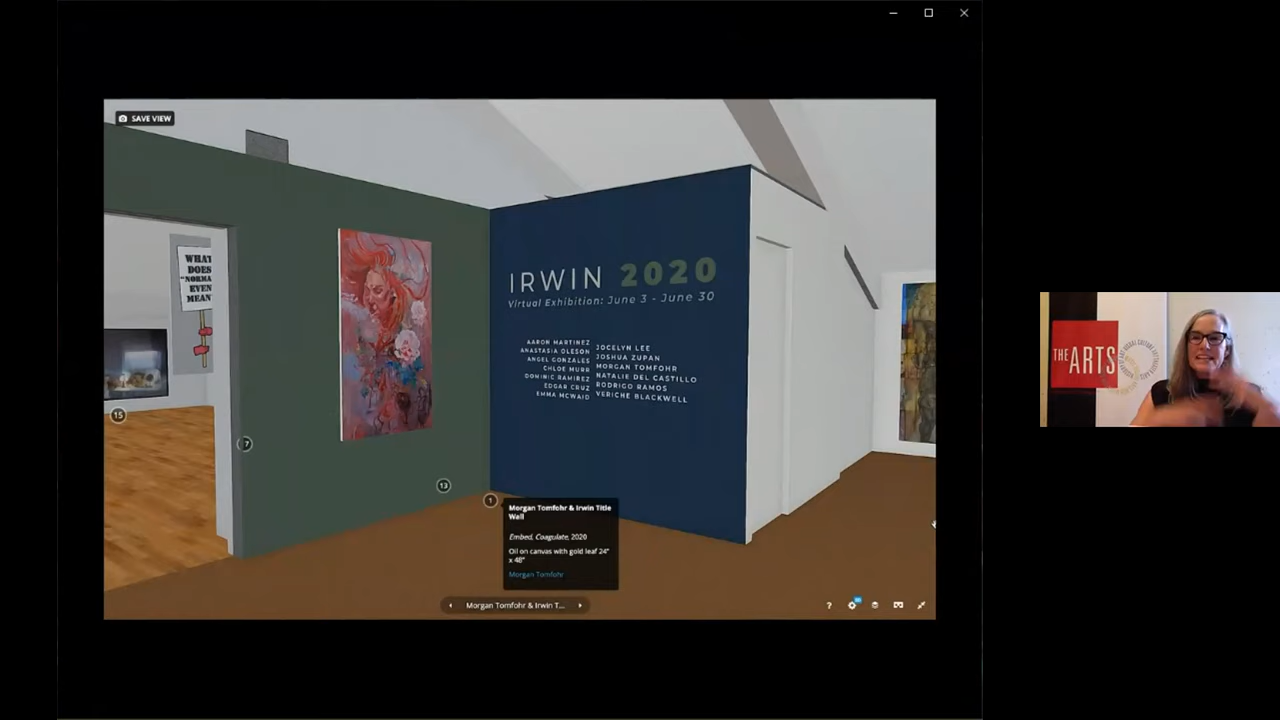 SAVE VIEW
WHAT
DOES
"NORMA
EVEN
MEAN
IRWIN 2020
Virtual Exhibition: June 3 - June 30
AARON MARTINEZ
ANASTASIA OLESON
ANGEL GONZALES
CHLOE MURR
DOMINIC RAMIREZ
EDGAR CRUZ
EMMA MCWAID
JOCELYN LEE
JOSHUA ZUPAN
MORGAN TOMFOHR
NATALIE DEL CASTILLO
RODRIGO RAMOS
VERICHE BLACKWELL
15
7
13
1
Morgan Tomfohr & Irwin Title
Wall
Embed, Coagulate, 2020
Oil on canvas with gold leaf 24"
x 48"
Morgan Tomfohr
Morgan Tomfohr & Irwin T...
?
THE ARTS